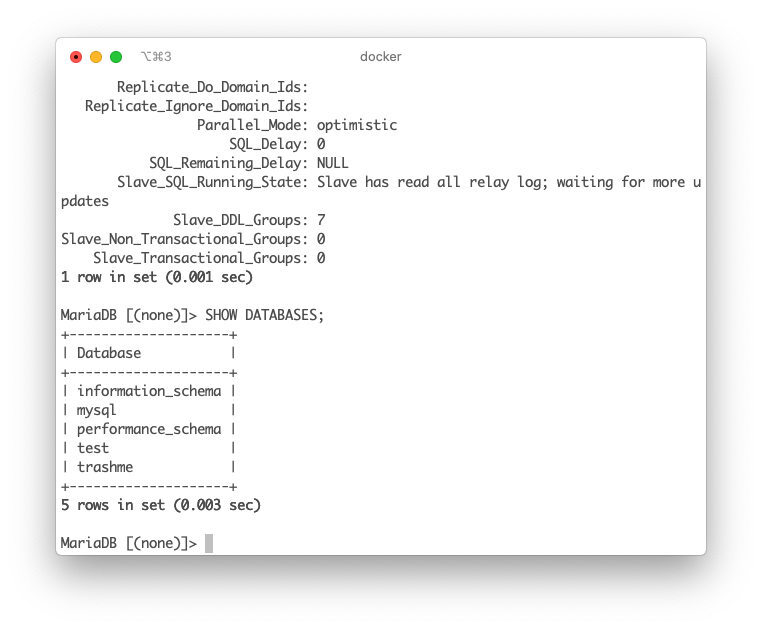 ⌥⌘3 docker
Replicate_Do_Domain_Ids:
Replicate_Ignore_Domain_Ids:
Parallel_Mode: optimistic
SQL_Delay: 0
SQL_Remaining_Delay: NULL
Slave_SQL_Running_State: Slave has read all relay log; waiting for more u
pdates
Slave_DDL_Groups: 7
Slave_Non_Transactional_Groups: 0
Slave_Transactional_Groups: 0
1 row in set (0.001 sec)
MariaDB [(none)]> SHOW DATABASES;
+--------------------+
| Database           |
+--------------------+
| information_schema |
| mysql              |
| performance_schema |
| test               |
| trashme            |
+--------------------+
5 rows in set (0.003 sec)
MariaDB [(none)]>